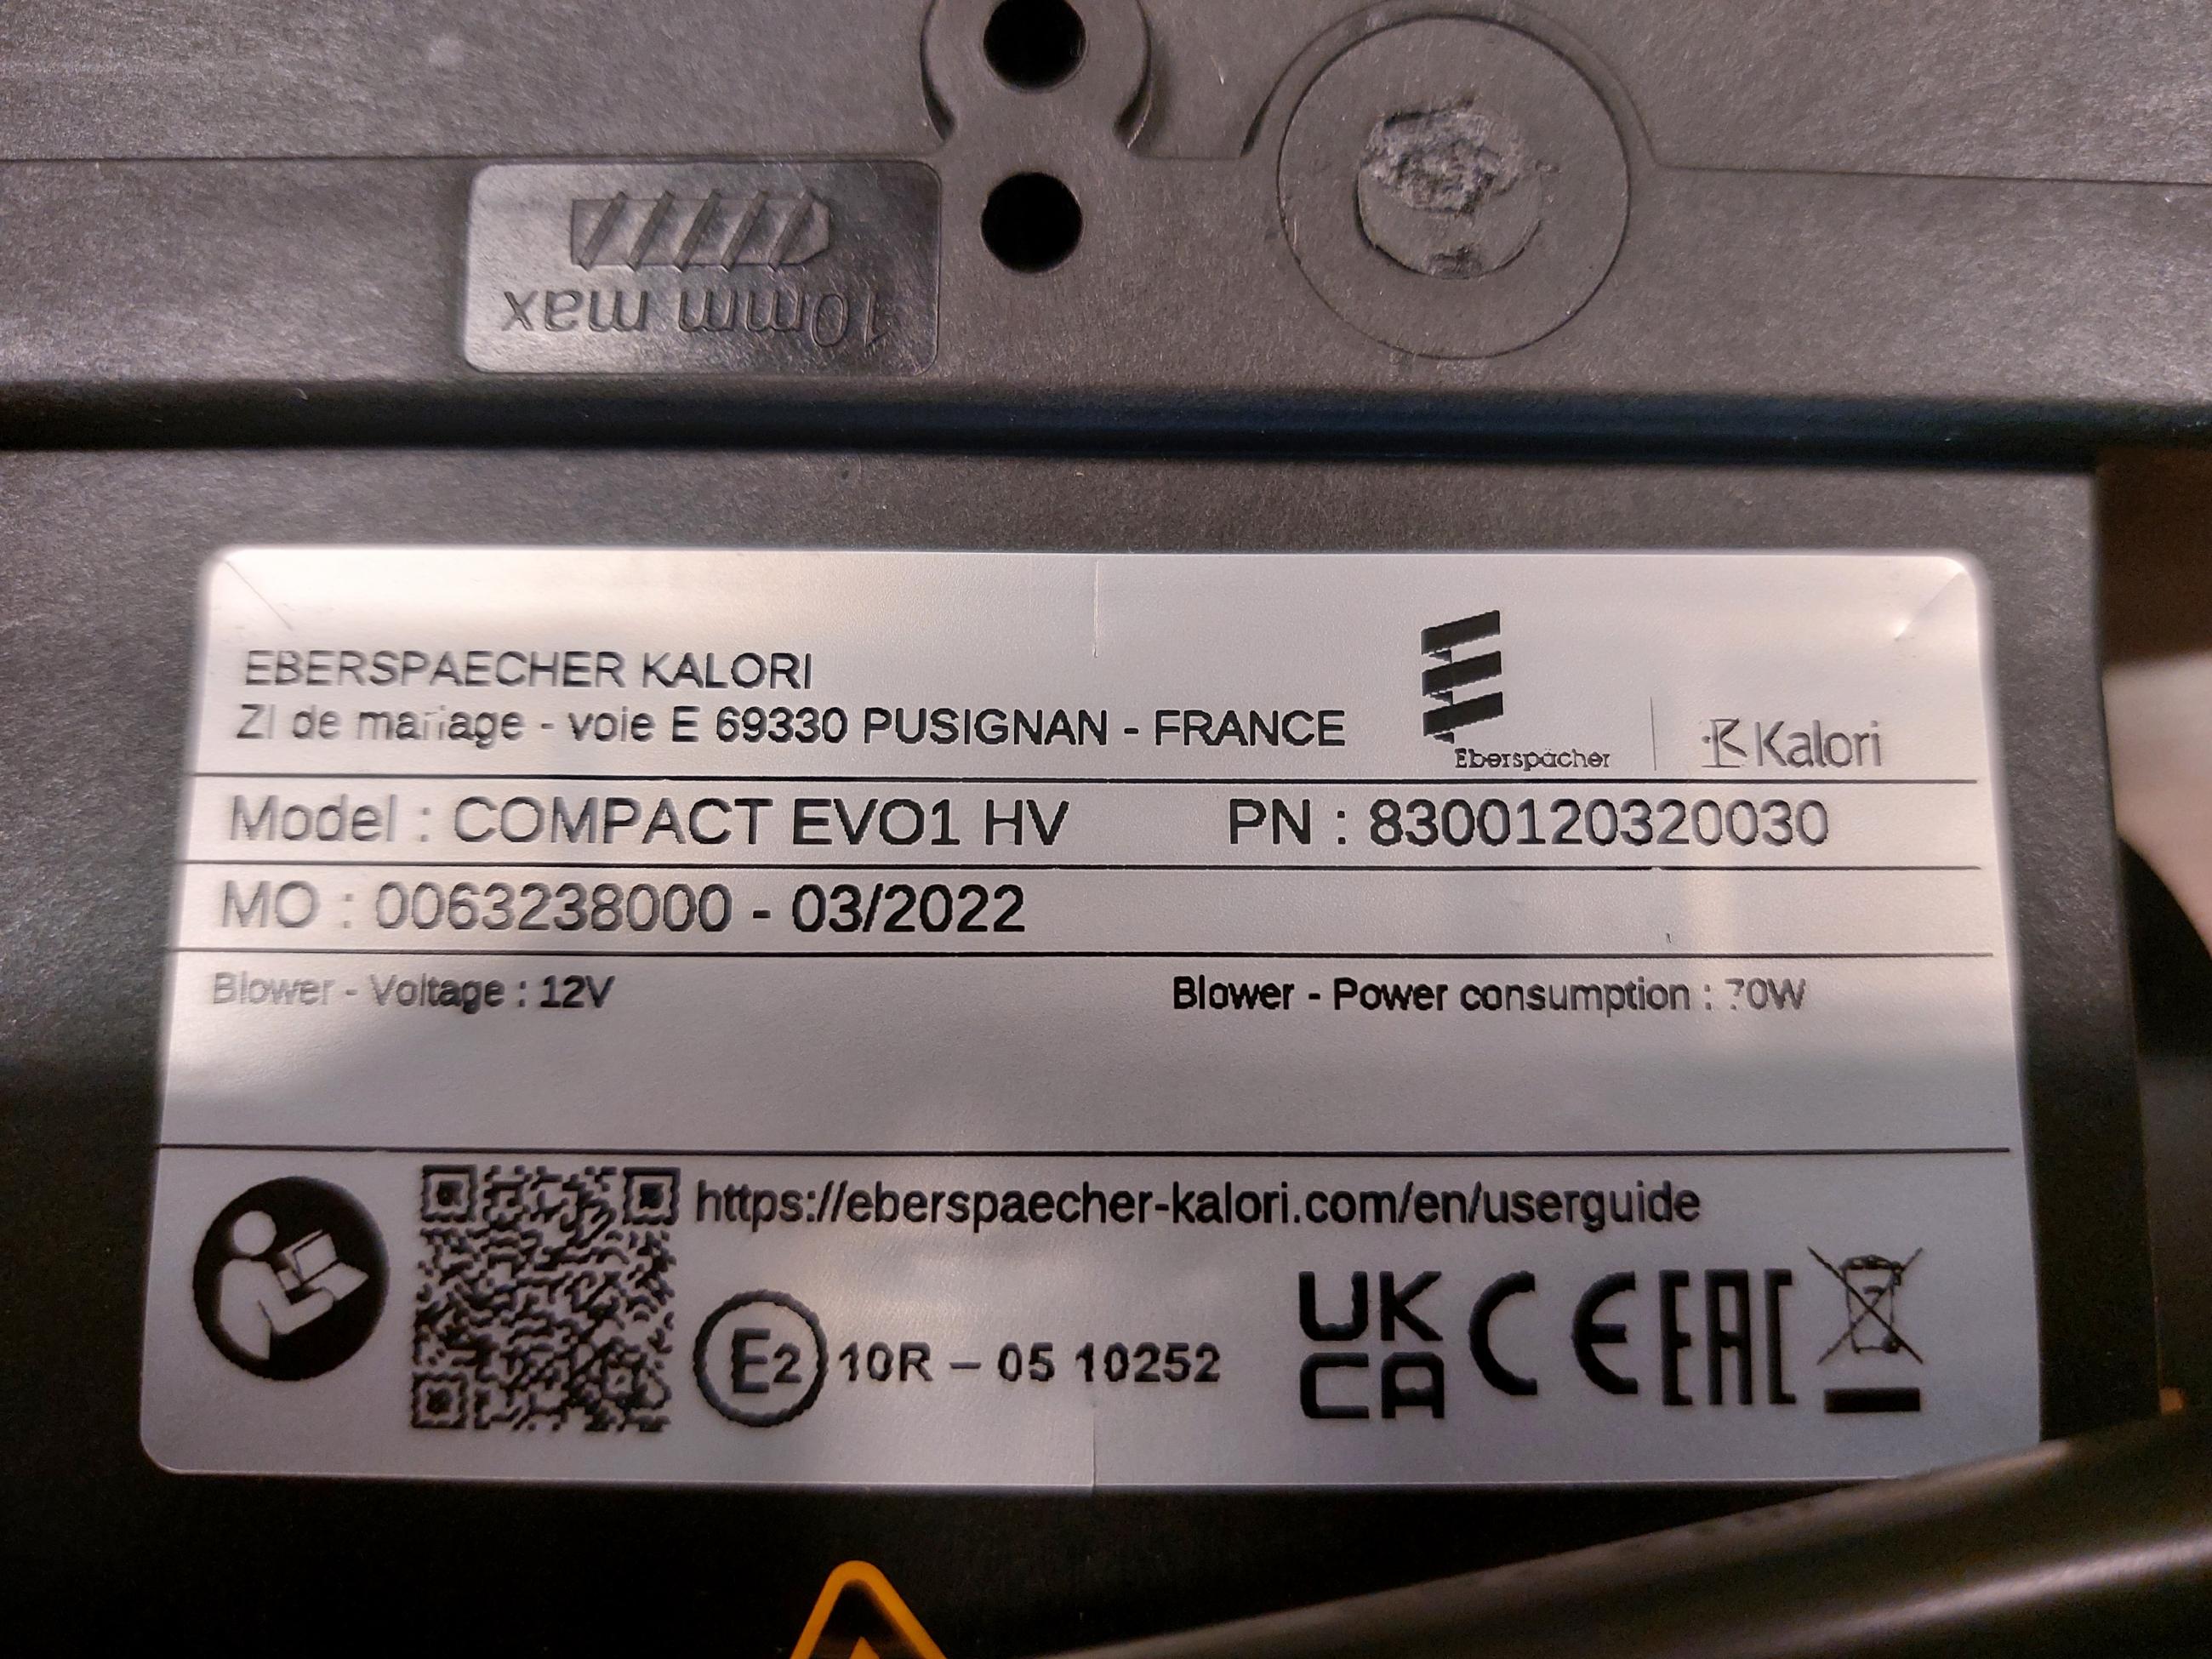 10mm max
EBERSPAECHER KALORI
ZI de mariage - voie E 69330 PUSIGNAN - FRANCE
Eberspächer
Kalori
Model : COMPACT EVO1 HV PN : 8300120320030
MO : 0063238000 - 03/2022
Blower - Voltage : 12V Blower - Power consumption : 70W
https://eberspaecher-kalori.com/en/userguide
E2 10R - 05 10252
UK
CA
CE EAC